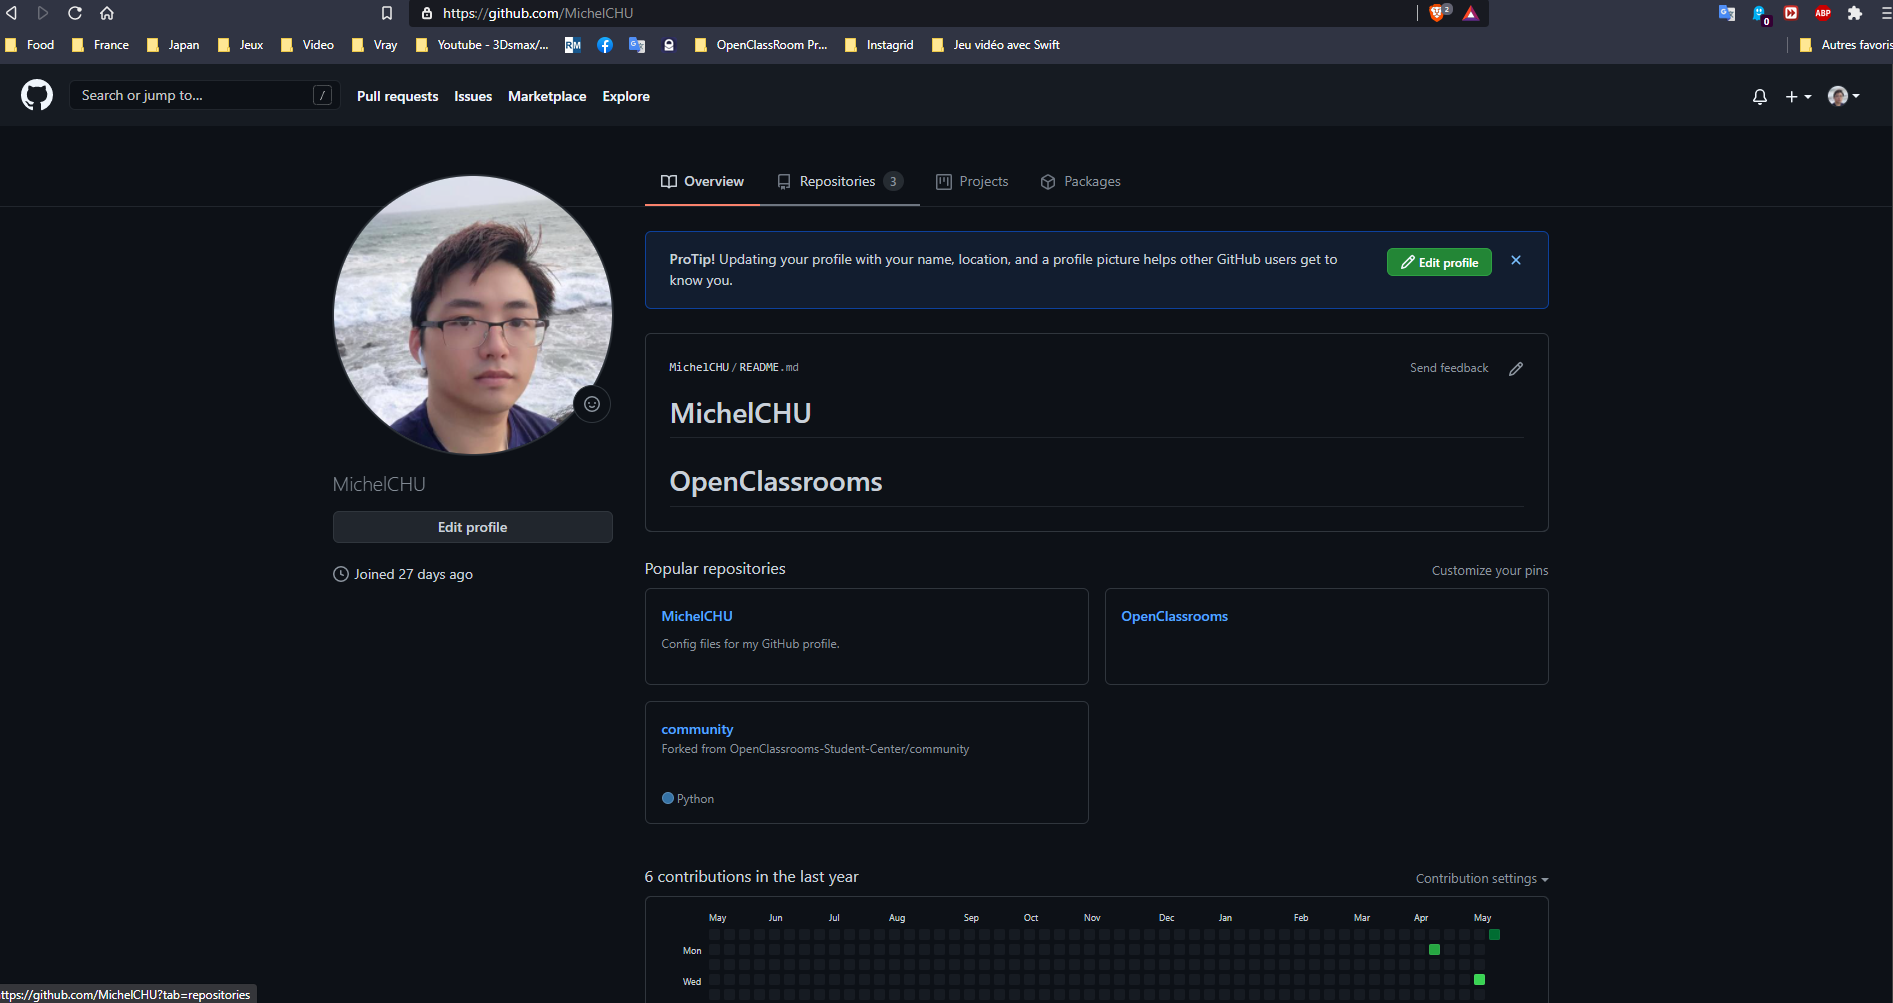 https://github.com/MichelCHU
2
0
ABP
Food
France
Japan
Jeux
Video
Vray
Youtube - 3Dsmax/...
RM
OpenClassRoom Pr...
Instagrid
Jeu vidéo avec Swift
Autres favoris
Search or jump to...
/
Pull requests
Issues
Marketplace
Explore
Overview
Repositories 3
Projects
Packages
ProTip! Updating your profile with your name, location, and a profile picture helps other GitHub users get to
know you.
Edit profile
MichelCHU/README.md
Send feedback
MichelCHU
OpenClassrooms
MichelCHU
Edit profile
Joined 27 days ago
Popular repositories
Customize your pins
MichelCHU
Config files for my GitHub profile.
OpenClassrooms
community
Forked from OpenClassrooms-Student-Center/community
Python
6 contributions in the last year
Contribution settings
May Jun Jul Aug Sep Oct Nov Dec Jan Feb Mar Apr May
Mon
Wed
ttps://github.com/MichelCHU?tab=repositories